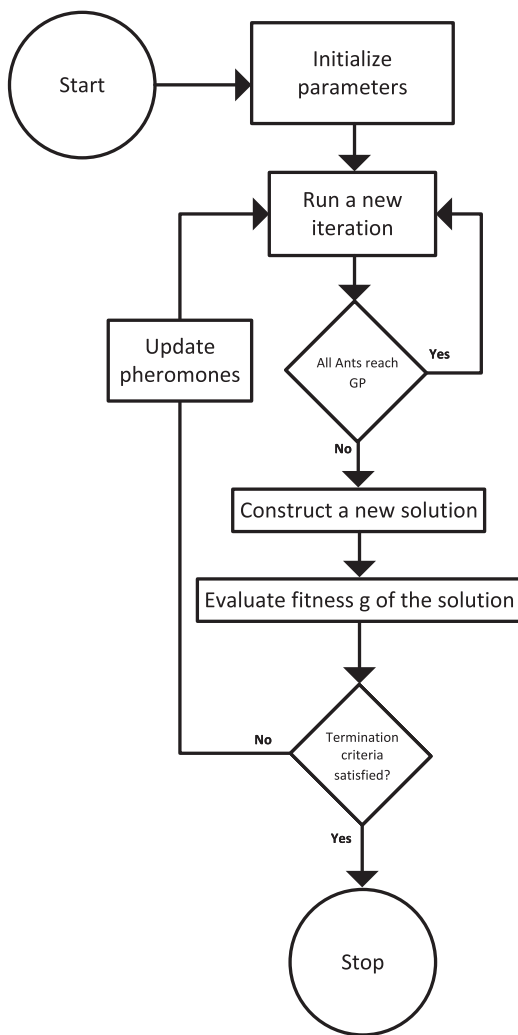 Start
Initialize
parameters
Run a new
iteration
Update
pheromones
All Ants reach
GP
Yes
No
Construct a new solution
Evaluate fitness g of the solution
Termination
criteria
satisfied?
No
Yes
Stop